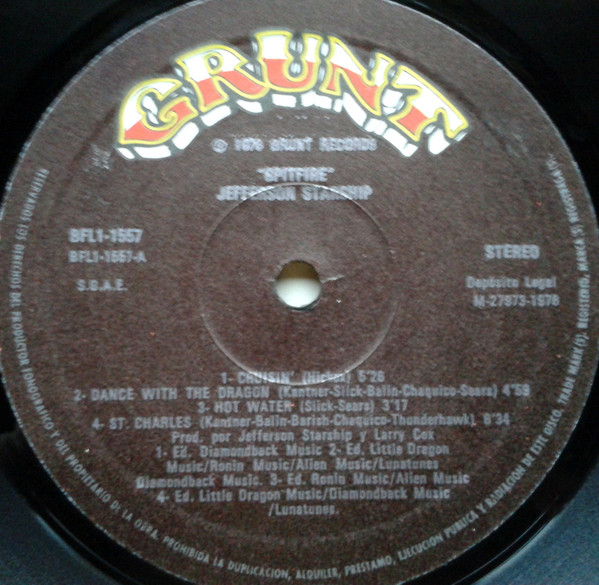 GRUNT
℗ 1976 GRUNT RECORDS
"SPITFIRE"
JEFFERSON STARSHIP
BFL1-1557
BFL1-1557-A
S.G.A.E.
STEREO
Depósito Legal
M-27973-1976
1- CRUISIN' (Hickox) 5'28
2- DANCE WITH THE DRAGON (Kantner-Slick-Balin-Chaquico-Sears) 4'59
3- HOT WATER (Slick-Sears) 3'17
4- ST. CHARLES (Kantner-Balin-Barish-Chaquico-Thunderhawk). 6'34
Prod. por Jefferson Starship y Larry Cox
1- Ed. Diamondback Music 2- Ed. Little Dragon
Music/Ronin Music/Alien Music/Lunatunes
Diamondback Music. 3- Ed. Ronin Music/Alien Music
4- Ed. Little Dragon Music/Diamondback Music
/Lunatunes.
RESERVADOS LOS DERECHOS DEL PRODUCTOR FONOGRAFICO Y DEL PROPIETARIO DE LA OBRA. PROHIBIDA LA DUPLICACION, ALQUILER, PRESTAMO, EJECUCION PUBLICA Y RADIACION DE ESTE DISCO. TRADE MARK (S). REGISTERED. MARCA